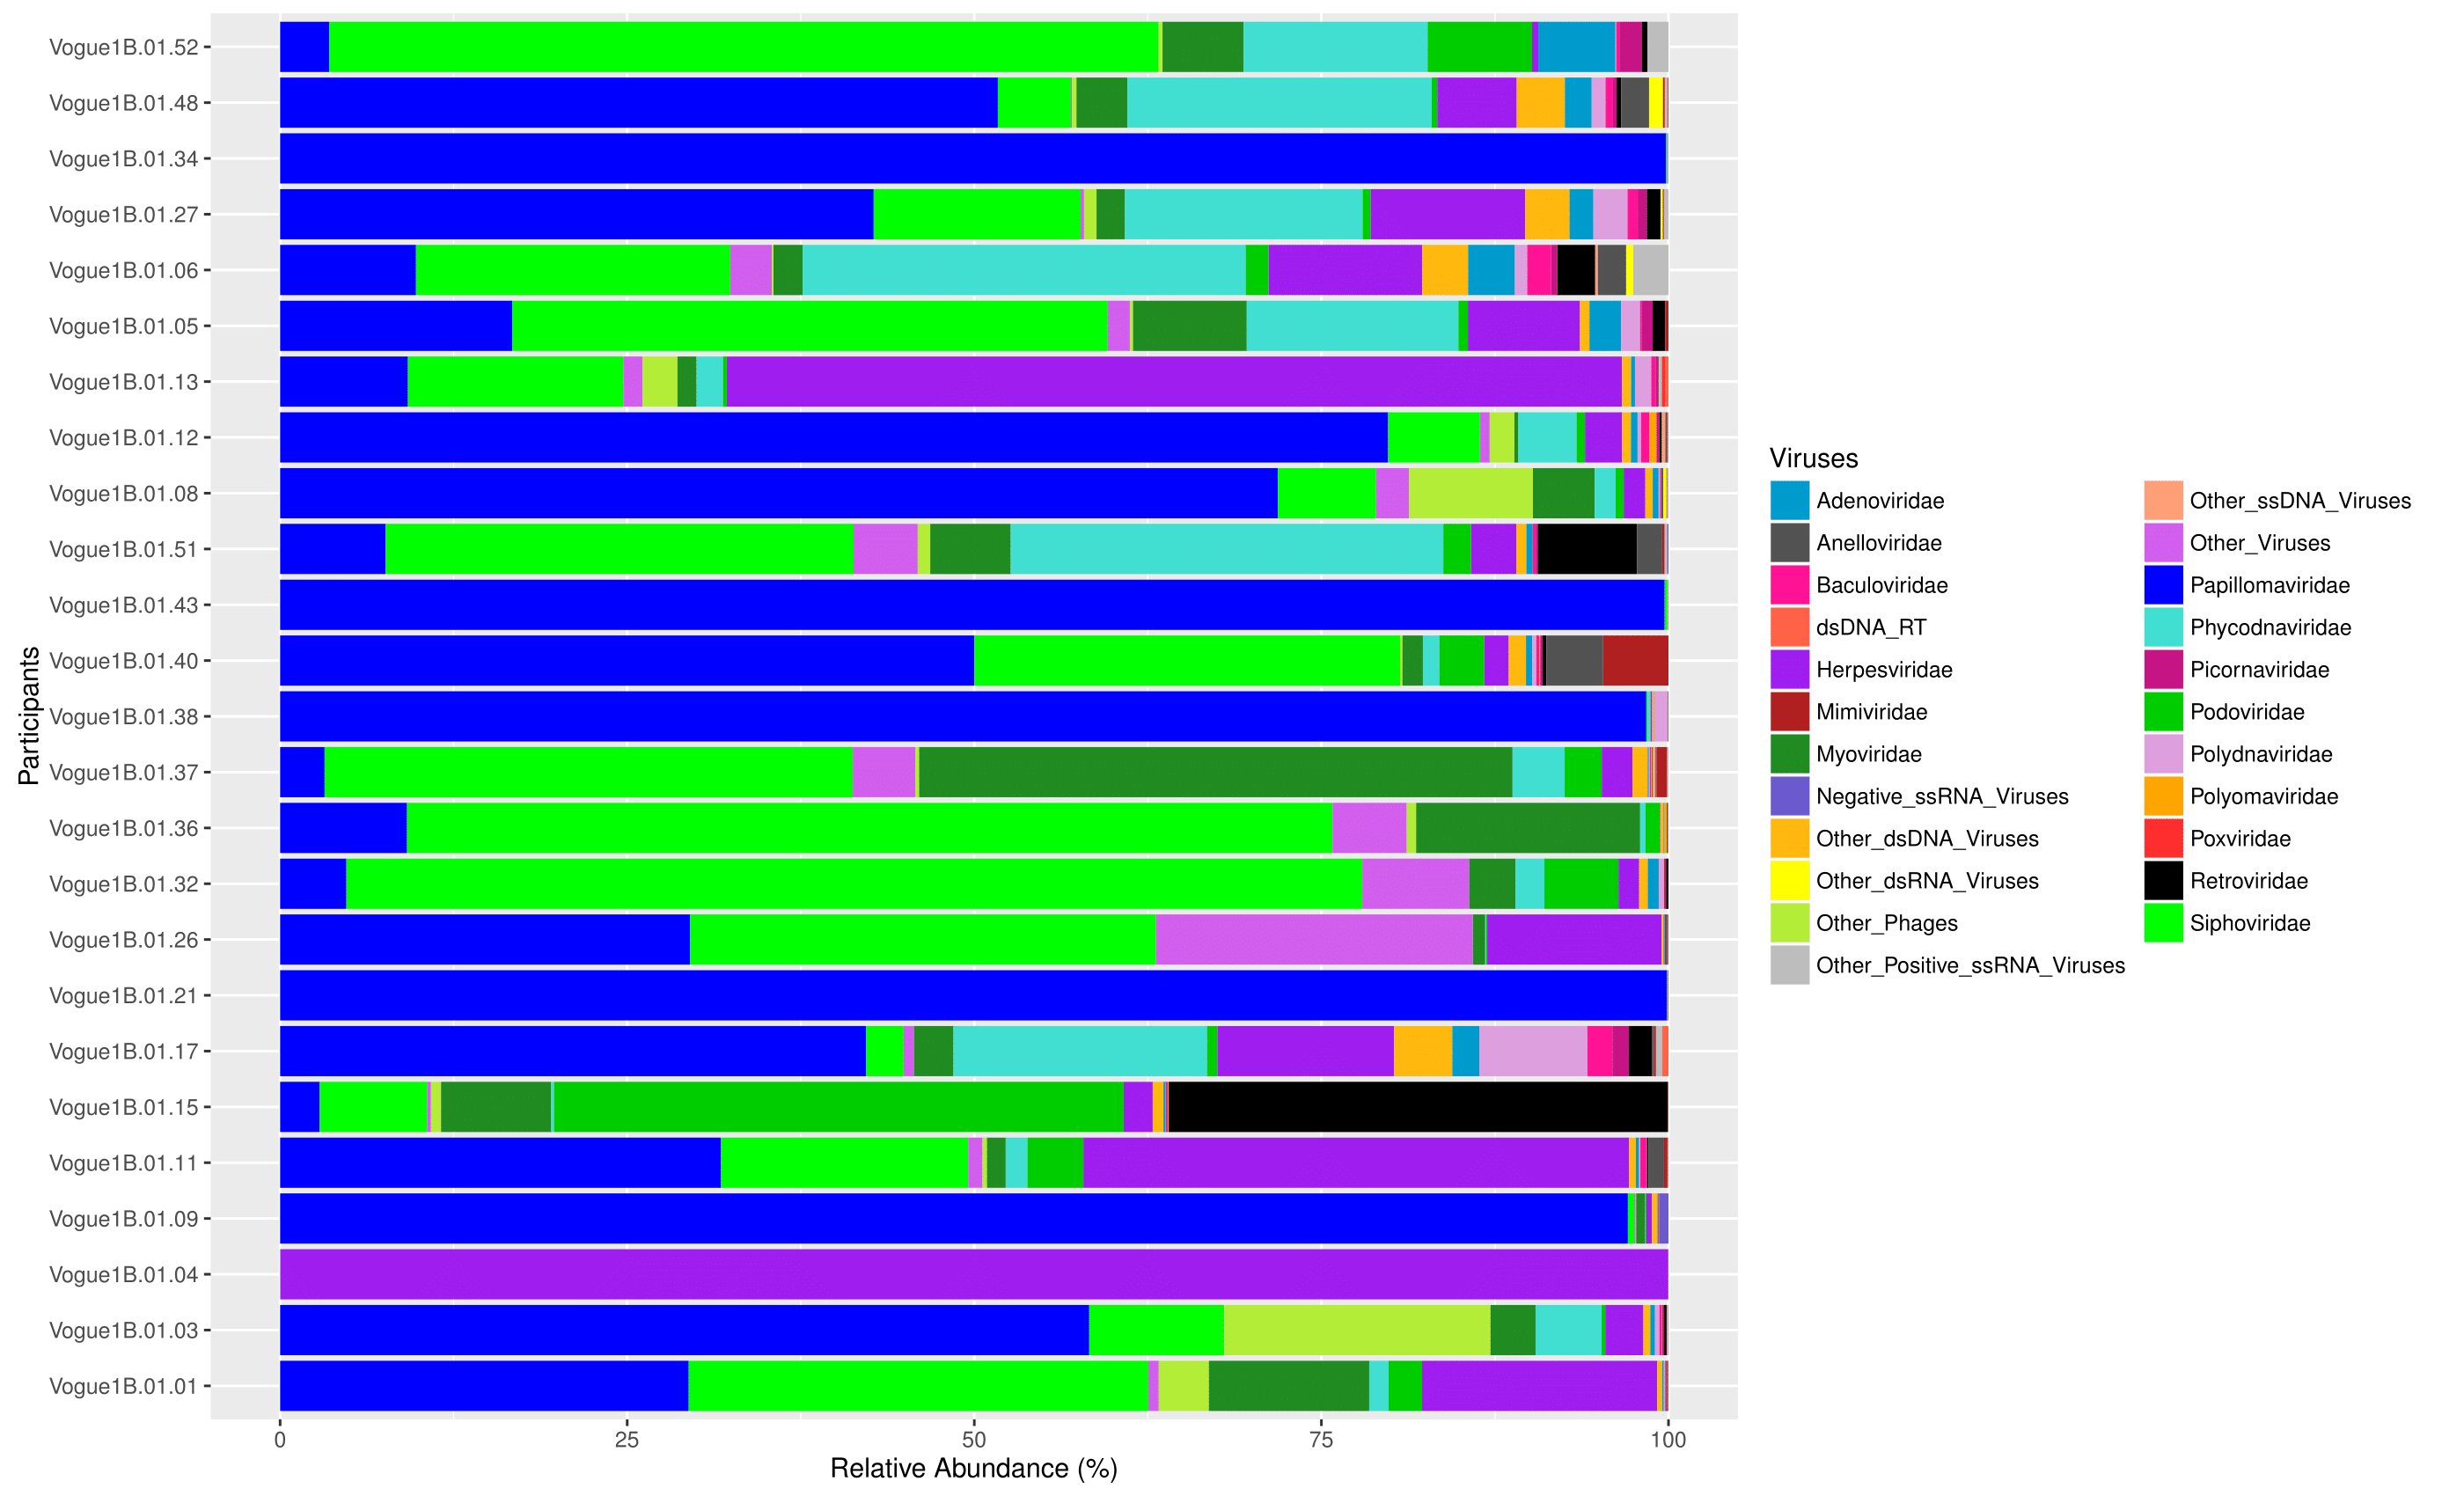 Vogue1B.01.52
Vogue1B.01.48
Vogue1B.01.34
Vogue1B.01.27
Vogue1B.01.06
Vogue1B.01.05
Vogue1B.01.13
Vogue1B.01.12
Vogue1B.01.08
Vogue1B.01.51
Vogue1B.01.43
Vogue1B.01.40
Vogue1B.01.38
Vogue1B.01.37
Vogue1B.01.36
Vogue1B.01.32
Vogue1B.01.26
Vogue1B.01.21
Vogue1B.01.17
Vogue1B.01.15
Vogue1B.01.11
Vogue1B.01.09
Vogue1B.01.04
Vogue1B.01.03
Vogue1B.01.01
Participants
0 25 50 75 100
Relative Abundance (%)
Viruses
Adenoviridae
Anelloviridae
Baculoviridae
dsDNA_RT
Herpesviridae
Mimiviridae
Myoviridae
Negative_ssRNA_Viruses
Other_dsDNA_Viruses
Other_dsRNA_Viruses
Other_Phages
Other_Positive_ssRNA_Viruses
Other_ssDNA_Viruses
Other_Viruses
Papillomaviridae
Phycodnaviridae
Picornaviridae
Podoviridae
Polydnaviridae
Polyomaviridae
Poxviridae
Retroviridae
Siphoviridae